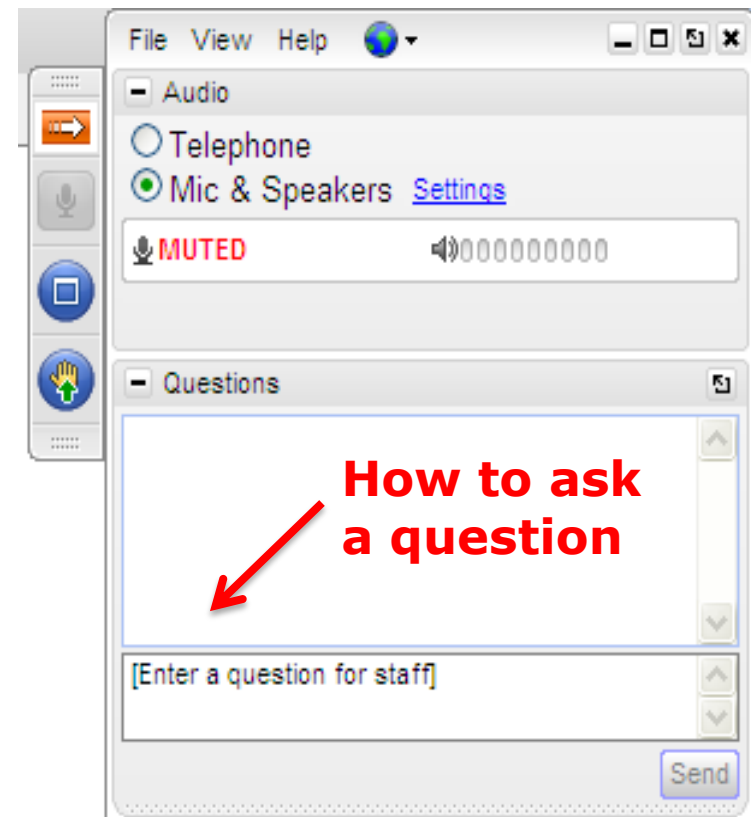 File View Help
Audio
Telephone
Mic & Speakers Settings
MUTED 000000000
Questions
How to ask
a question
[Enter a question for staff]
Send